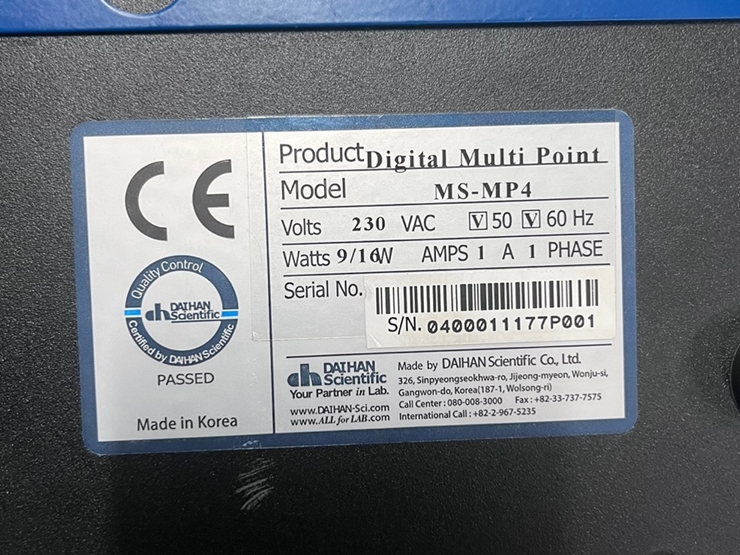 CE
Quality Control
DAIHAN
Scientific
Certified by DAIHAN Scientific
PASSED
Made in Korea
Product Digital Multi Point
Model MS-MP4
Volts 230 VAC V 50 V 60 Hz
Watts 9/16W AMPS 1 A 1 PHASE
Serial No.
S/N. 0400011177P001
dh DAIHAN
Scientific
Your Partner in Lab.
www.DAIHAN-Sci.com
www.ALLforLAB.com
Made by DAIHAN Scientific Co., Ltd.
326, Sinpyeongseokhwa-ro, Jijeong-myeon, Wonju-si,
Gangwon-do, Korea(187-1, Wolsong-ri)
Call Center : 080-008-3000 Fax : +82-33-737-7575
International Call : +82-2-967-5235